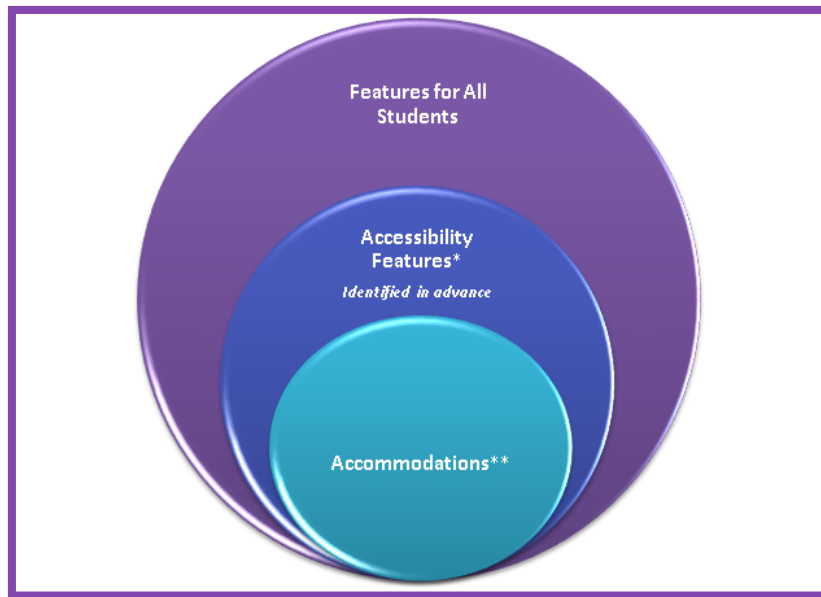 Features for All
Students
Accessibility
Features*
Identified in advance
Accommodations**